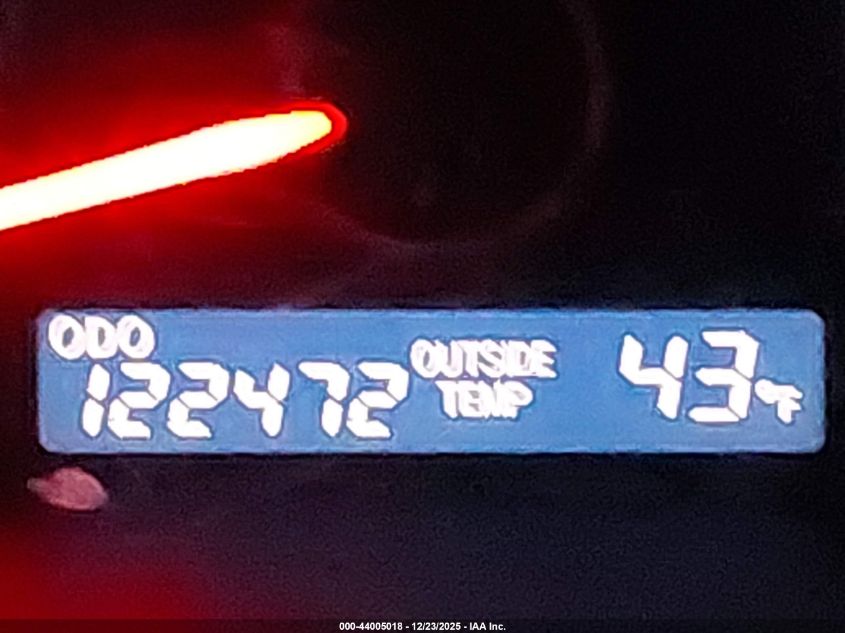 ODO
122472
OUTSIDE
TEMP
43°F
000-44005018 - 12/23/2025 - IAA Inc.